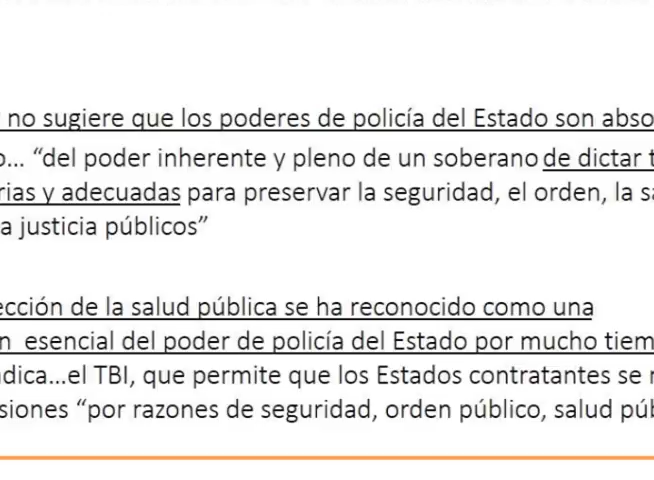 no sugiere que los poderes de policía del Estado son abso
o... “del poder inherente y pleno de un soberano de dictar t
rias y adecuadas para preservar la seguridad, el orden, la sa
a justicia públicos”
ección de la salud pública se ha reconocido como una
n esencial del poder de policía del Estado por mucho tiem
dica...el TBI, que permite que los Estados contratantes se r
siones “por razones de seguridad, orden público, salud púb